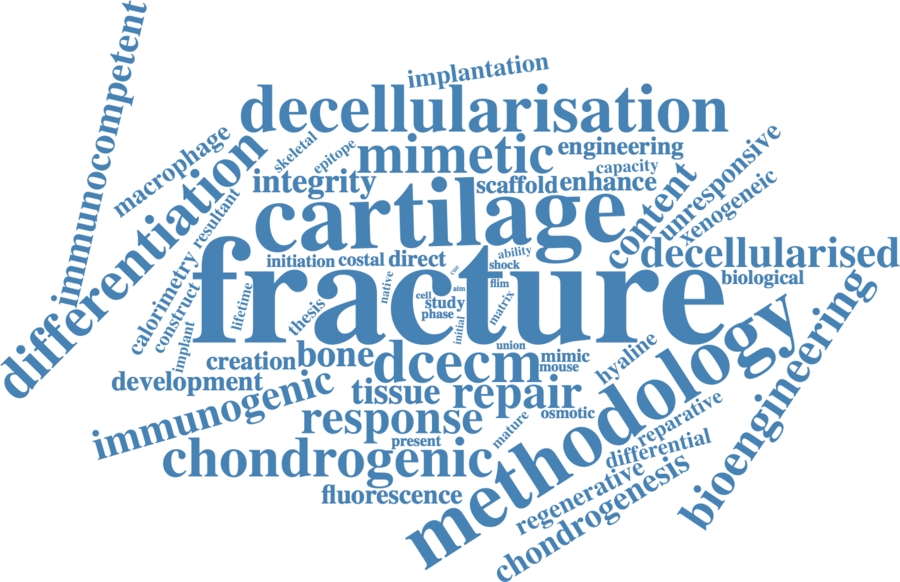 immunocompetent
implantation
decellularisation
macrophage
skeletal
epitope
mimetic
engineering
capacity
differentiation
integrity
scaffold
enhance
content
unresponsive
xenogeneic
resultant
cartilage
decellularised
initiation
costal
direct
ability
shock
cue
biological
calorimetry
construct
fracture
lifetime
native
aim
flim
cell
study
phase
matrix
thesis
initial
implant
union
creation
bone
dcecm
mimic
mouse
hyaline
methodology
bioengineering
development
tissue
repair
immunogenic
response
osmotic
reparative
mature
present
differential
chondrogenic
regenerative
fluorescence
chondrogenesis